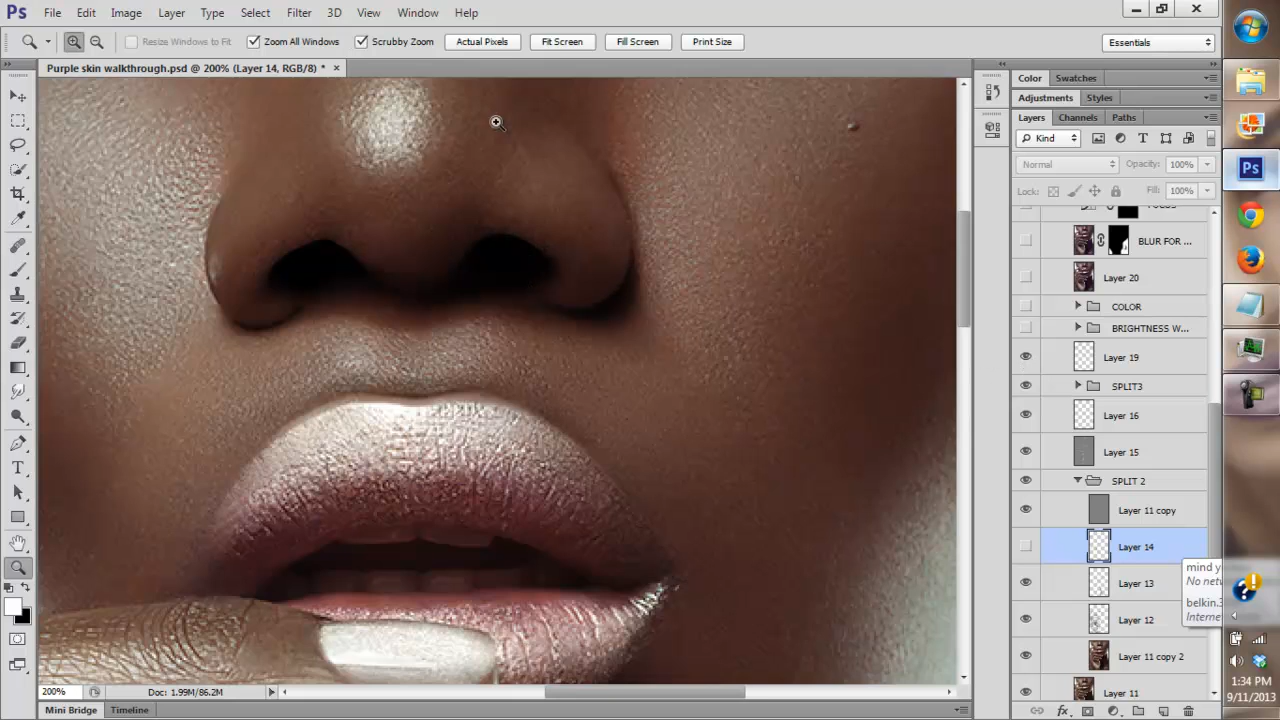 Ps File Edit Image Layer Type Select Filter 3D View Window Help
Resize Windows to Fit Zoom All Windows Scrubby Zoom Actual Pixels Fit Screen Fill Screen Print Size Essentials
Purple skin walkthrough.psd @ 200% (Layer 14, RGB/8) * ×
Color Swatches
Adjustments Styles
Layers Channels Paths
Kind
Normal Opacity: 100%
Lock: Fill: 100%
BLUR FOR ...
Layer 20
COLOR
BRIGHTNESS W...
Layer 19
SPLIT3
Layer 16
Layer 15
SPLIT 2
Layer 11 copy
Layer 14
Layer 13
Layer 12
Layer 11 copy 2
Layer 11
Ps
mind
No
belkin.3
Interne
1:34 PM
9/11/2013
200% Doc: 1.99M/86.2M
Mini Bridge Timeline